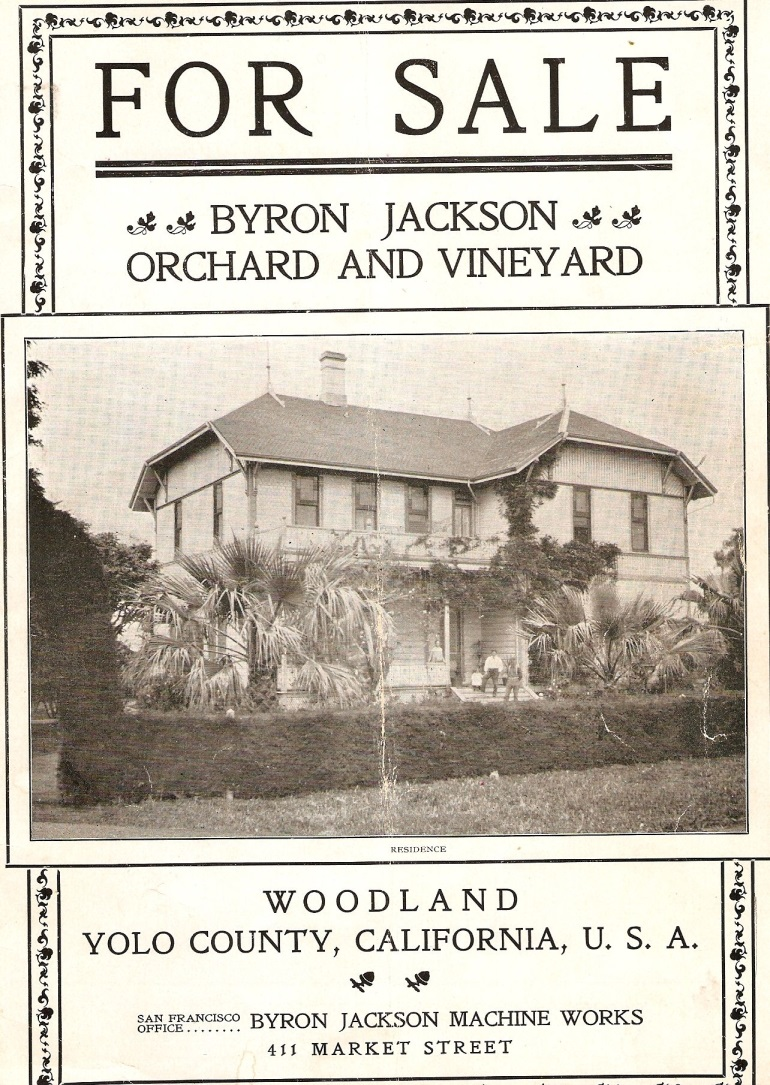 FOR SALE
BYRON JACKSON
ORCHARD AND VINEYARD
RESIDENCE
WOODLAND
YOLO COUNTY, CALIFORNIA, U. S. A.
SAN FRANCISCO
OFFICE........ BYRON JACKSON MACHINE WORKS
411 MARKET STREET